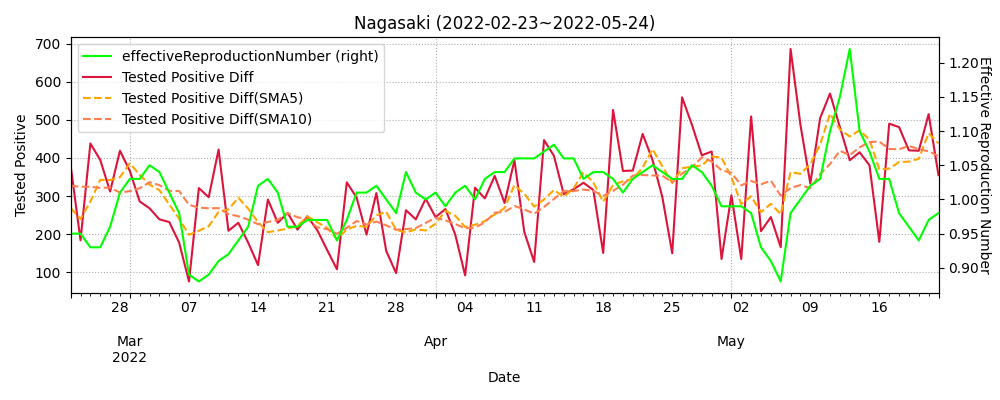 Nagasaki (2022-02-23~2022-05-24)
effectiveReproductionNumber (right)
Tested Positive Diff
Tested Positive Diff(SMA5)
Tested Positive Diff(SMA10)
Tested Positive
700
600
500
400
300
200
100
1.20
1.15
1.10
1.05
1.00
0.95
0.90
Effective Reproduction Number
28 07 14 21 28 04 11 18 25 02 09 16
Mar Apr May
2022
Date